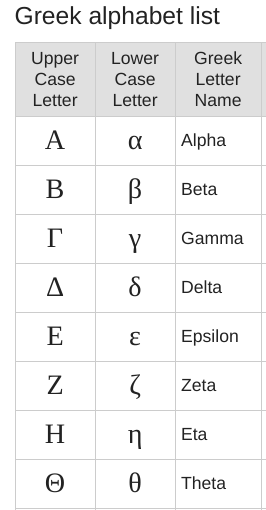 Greek alphabet list
Upper Case Letter Lower Case Letter Greek Letter Name
Α α Alpha
Β β Beta
Γ γ Gamma
Δ δ Delta
Ε ε Epsilon
Ζ ζ Zeta
Η η Eta
Θ θ Theta